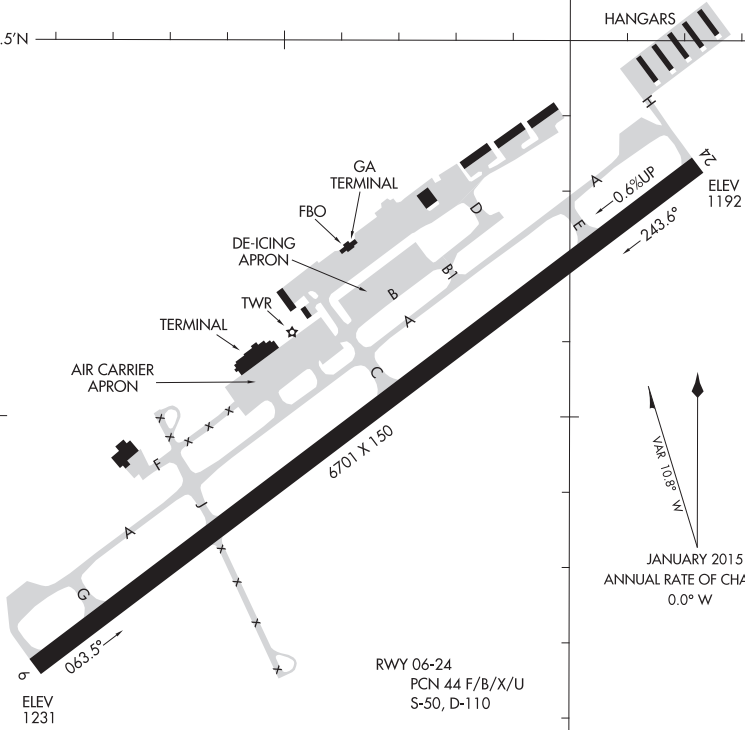 .5'N
HANGARS
H
24
GA
TERMINAL
FBO
A
0.6%UP
ELEV
1192
D
E
243.6°
DE-ICING
APRON
B1
B
TWR
A
TERMINAL
AIR CARRIER
APRON
C
6701 X 150
F
VAR 10.8° W
J
A
JANUARY 2015
ANNUAL RATE OF CHA
0.0° W
G
063.5°
6
ELEV
1231
RWY 06-24
PCN 44 F/B/X/U
S-50, D-110
x
x
x
x
x
x
x
x
x